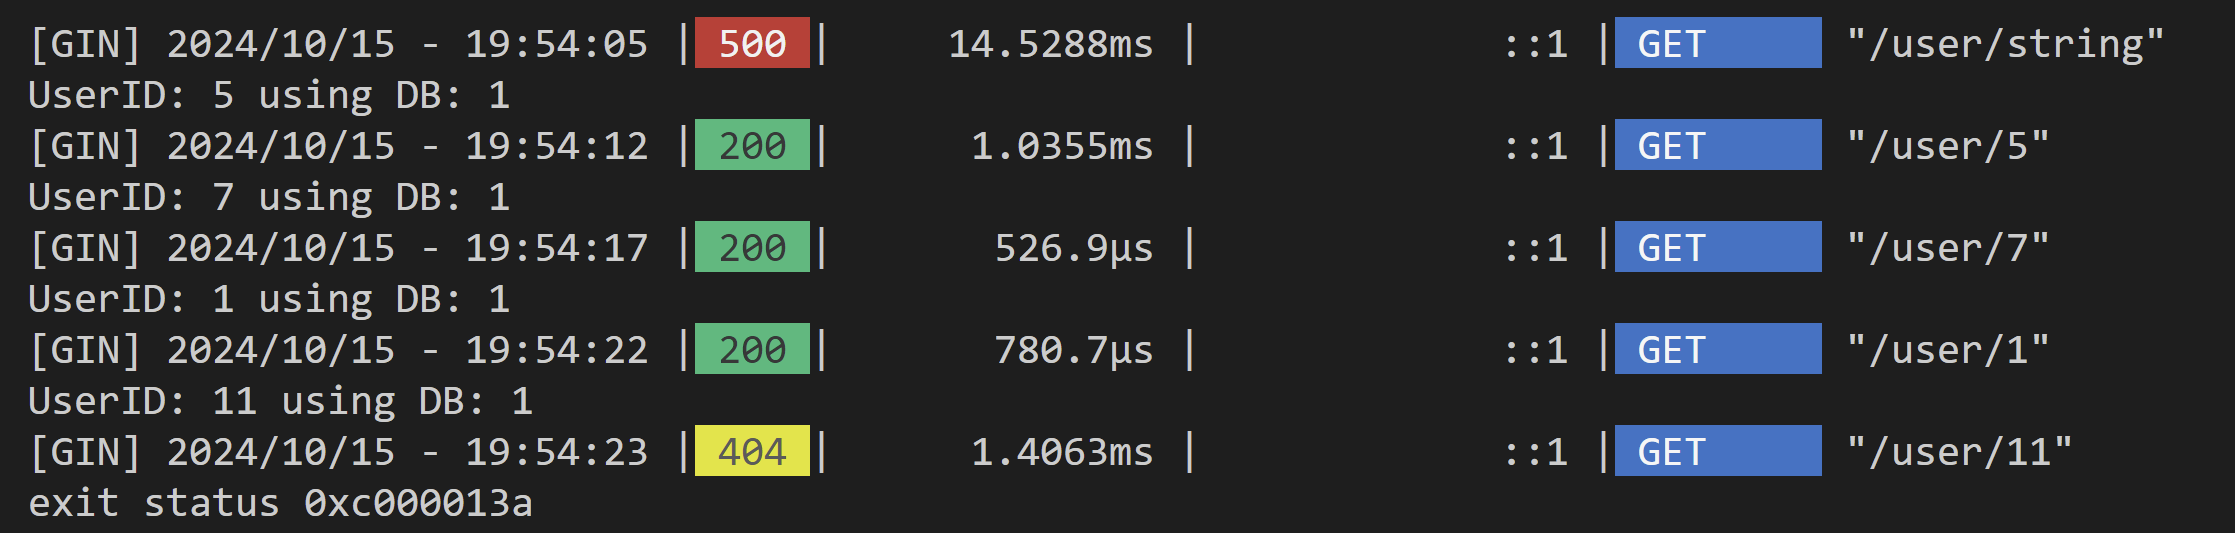 [GIN] 2024/10/15 - 19:54:05 | 500 |     14.5288ms |             ::1 | GET      "/user/string"
UserID: 5 using DB: 1
[GIN] 2024/10/15 - 19:54:12 | 200 |      1.0355ms |             ::1 | GET      "/user/5"
UserID: 7 using DB: 1
[GIN] 2024/10/15 - 19:54:17 | 200 |       526.9µs |             ::1 | GET      "/user/7"
UserID: 1 using DB: 1
[GIN] 2024/10/15 - 19:54:22 | 200 |       780.7µs |             ::1 | GET      "/user/1"
UserID: 11 using DB: 1
[GIN] 2024/10/15 - 19:54:23 | 404 |      1.4063ms |             ::1 | GET      "/user/11"
exit status 0xc000013a